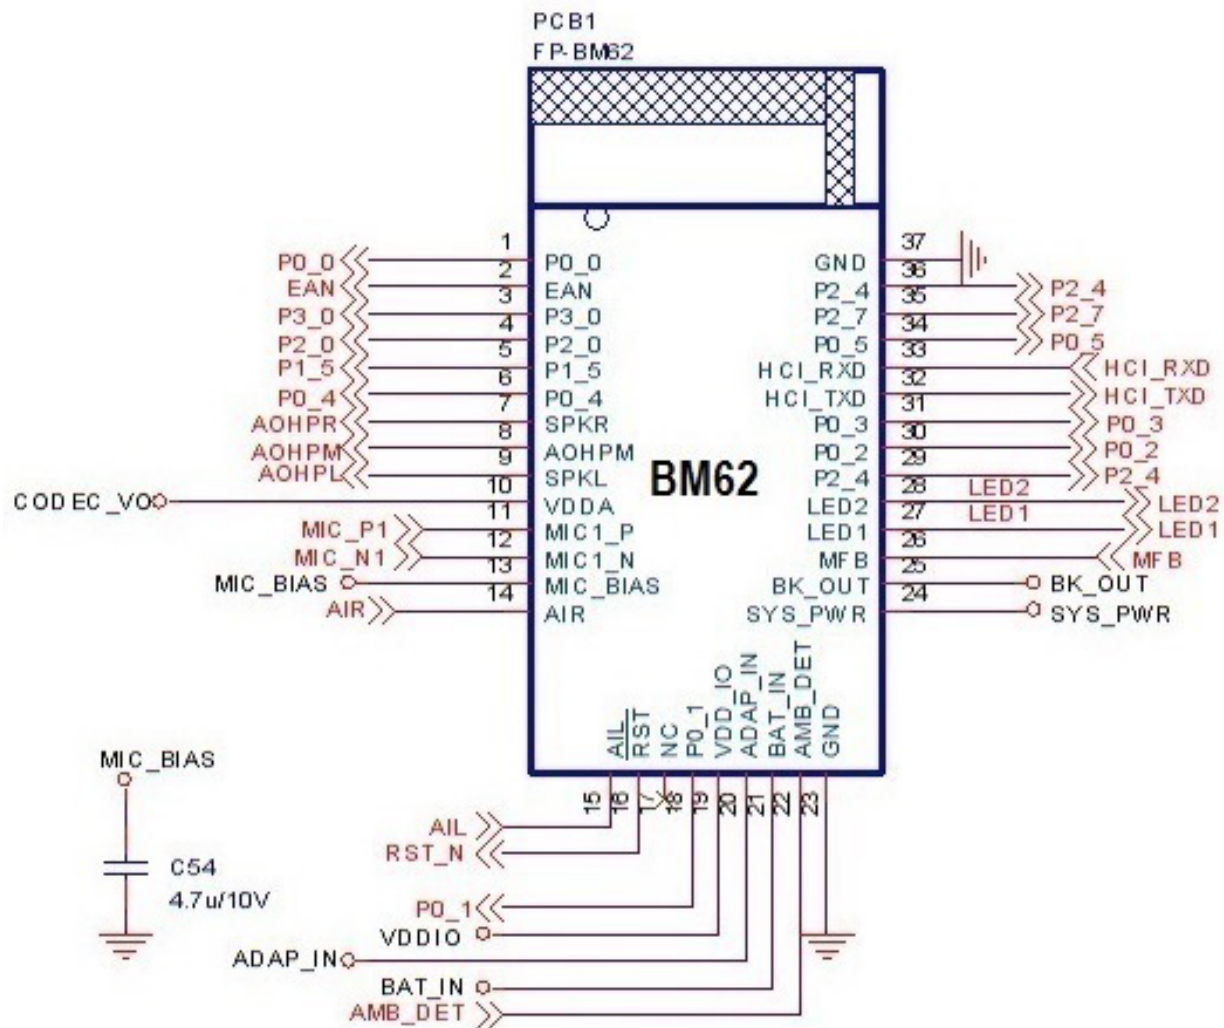 PCB1
FP-BM62
1
P0_0
P0_0
2
EAN
EAN
3
P3_0
P3_0
4
P2_0
P2_0
5
P1_5
P1_5
6
P0_4
P0_4
7
AOHPR
SPKR
8
AOHPM
AOHPM
9
AOHPL
SPKL
10
CODEC_VO
VDDA
11
MIC_P1
MIC1_P
12
MIC_N1
MIC1_N
13
MIC_BIAS
MIC_BIAS
14
AIR
AIR
BM62
37
GND
36
P2_4
P2_4
35
P2_7
P2_7
34
P0_5
P0_5
33
HCI_RXD
HCI_RXD
32
HCI_TXD
HCI_TXD
31
P0_3
P0_3
30
P0_2
P0_2
29
P2_4
P2_4
28
LED2
LED2
LED2
27
LED1
LED1
LED1
26
MFB
MFB
25
BK_OUT
BK_OUT
24
SYS_PWR
SYS_PWR
AIL
RST
NC
P0_1
VDD_IO
ADAP_IN
BAT_IN
AMB_DET
GND
15
16
17
18
19
20
21
22
23
AIL
RST_N
P0_1
VDDIO
ADAP_IN
BAT_IN
AMB_DET
MIC_BIAS
C54
4.7u/10V